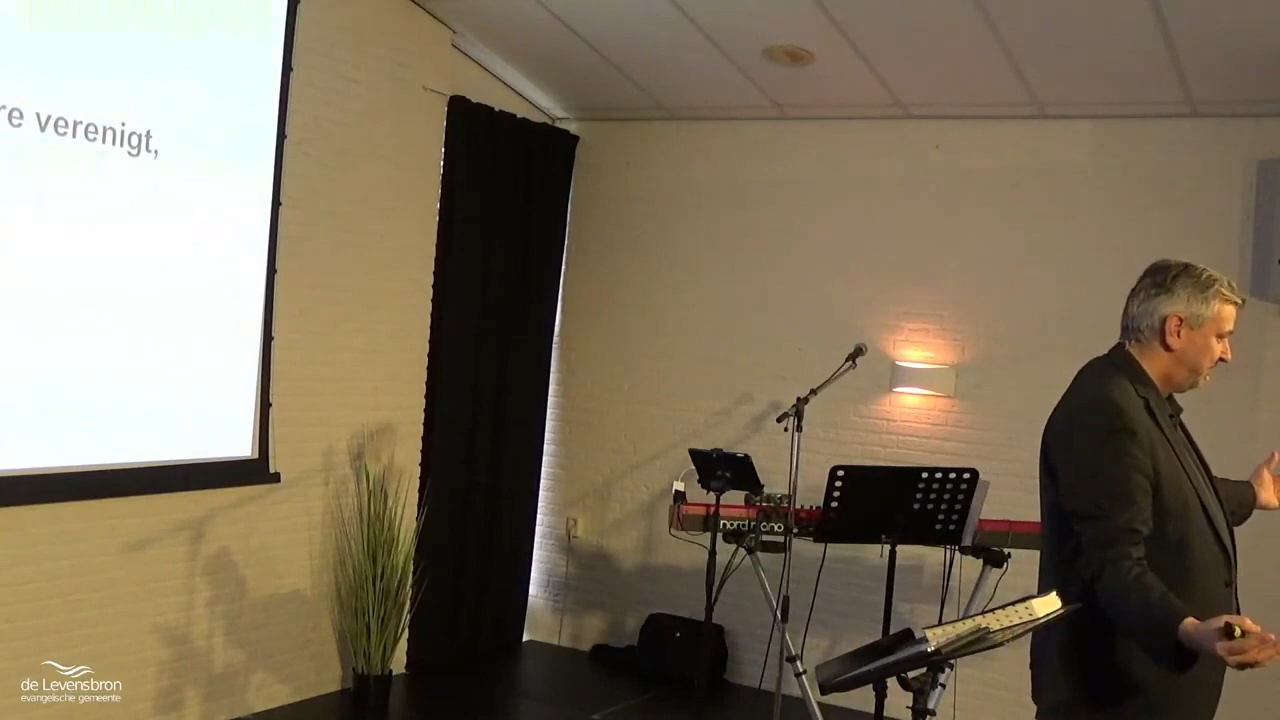 re verenigt,
nord piano
de Levensbron
evangelische gemeente